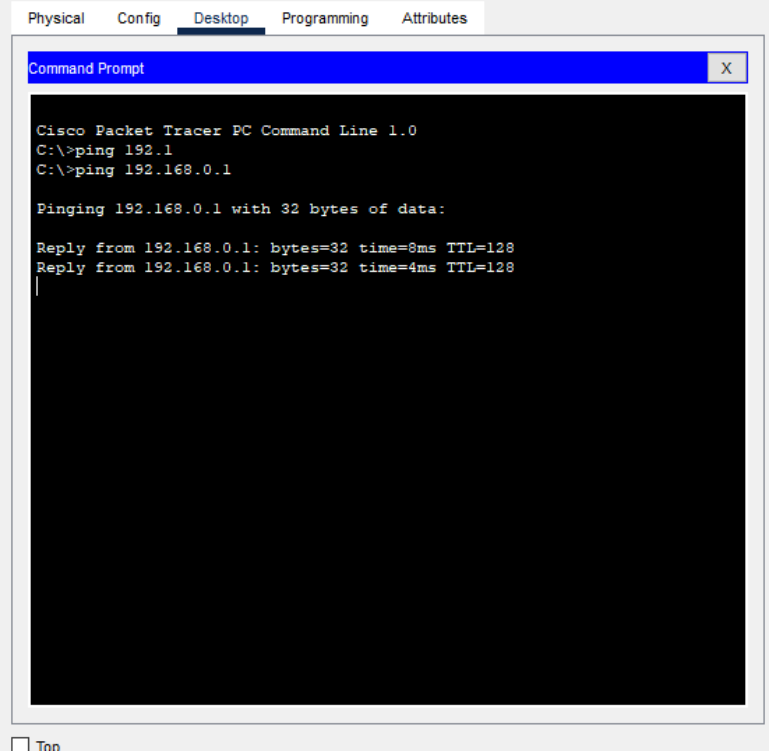 Physical Config Desktop Programming Attributes
Command Prompt X
Cisco Packet Tracer PC Command Line 1.0
C:\>ping 192.1
C:\>ping 192.168.0.1
Pinging 192.168.0.1 with 32 bytes of data:
Reply from 192.168.0.1: bytes=32 time=8ms TTL=128
Reply from 192.168.0.1: bytes=32 time=4ms TTL=128
Top